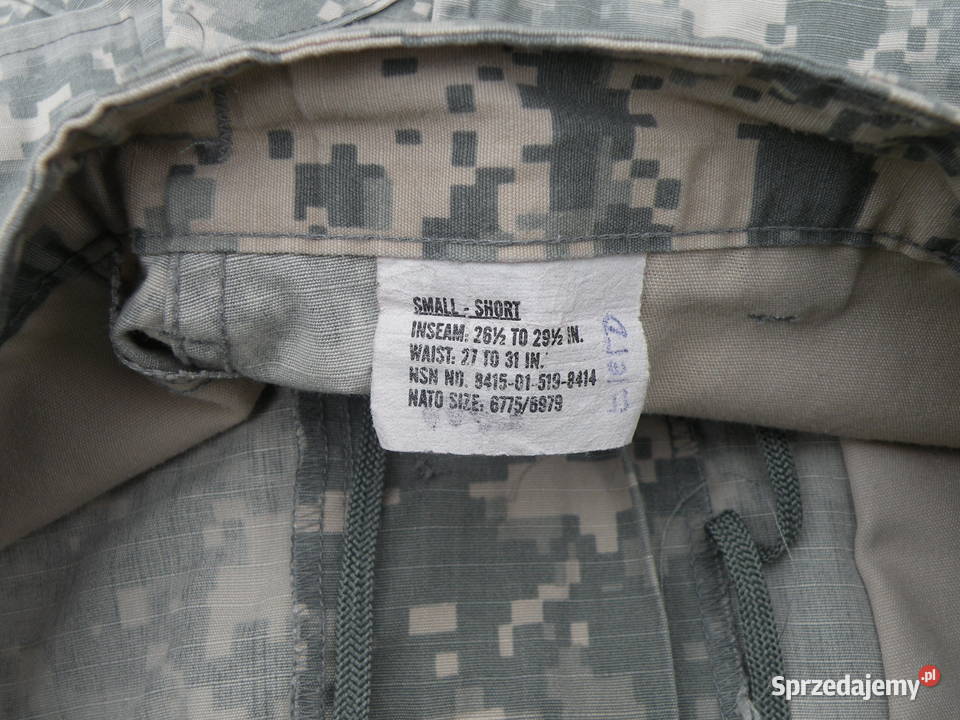 SMALL - SHORT
INSEAM: 26½ TO 29½ IN.
WAIST: 27 TO 31 IN.
NSN NO. 8415-01-519-8414
NATO SIZE: 6775/6979
FIELD
Sprzedajemy.pl